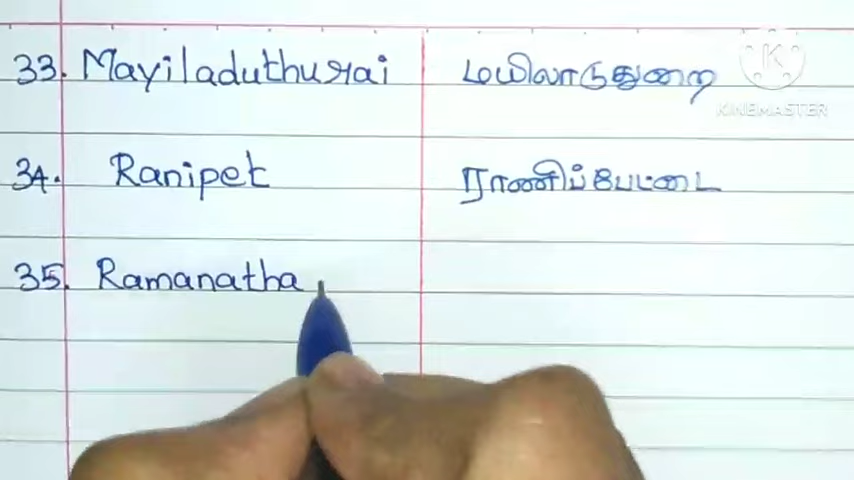 33. Mayiladuthurai மயிலாடுதுறை
K
KINEMASTER
34. Ranipet ராணிப்பேட்டை
35. Ramanatha